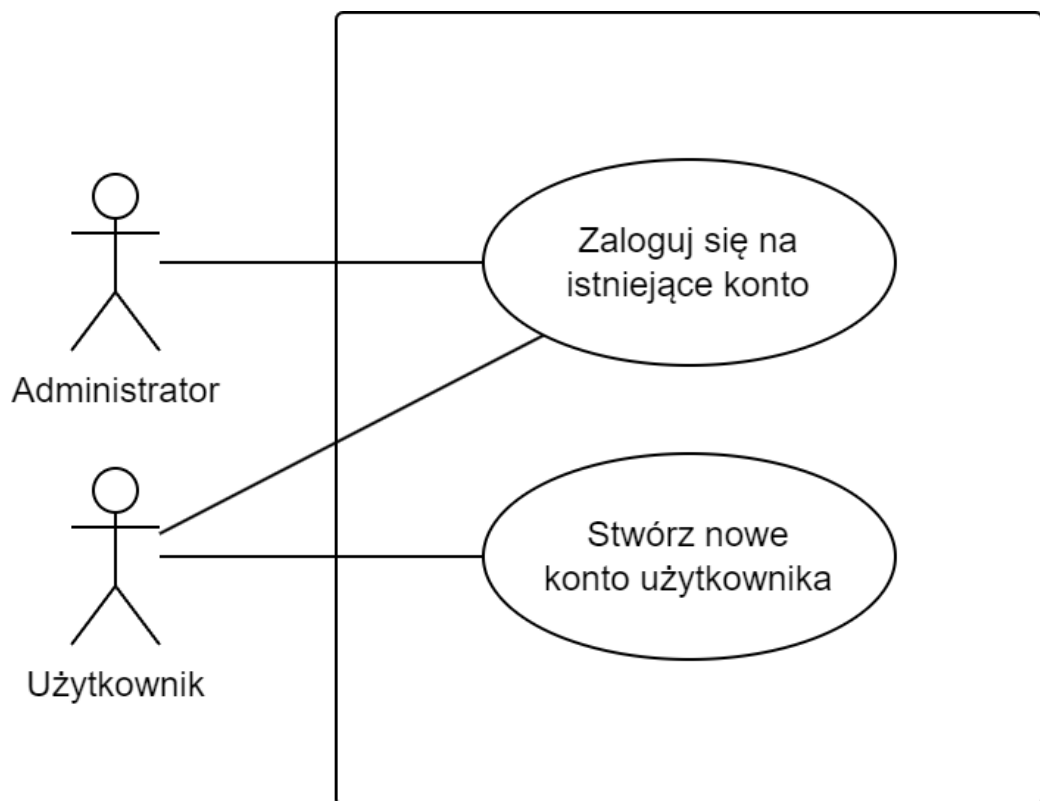 Zaloguj się na
istniejące konto
Administrator
Stwórz nowe
konto użytkownika
Użytkownik